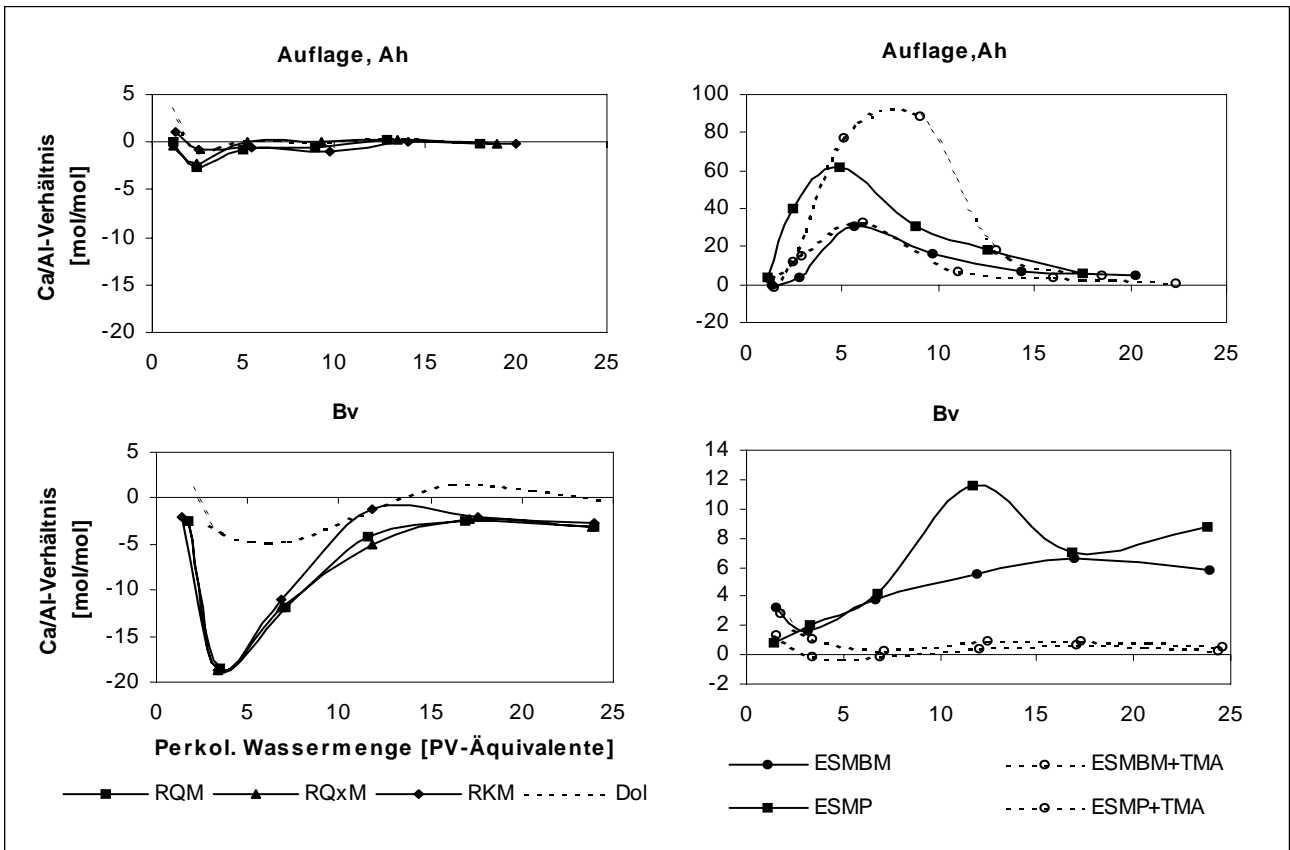 Auflage, Ah
Ca/Al-Verhältnis
[mol/mol]
5
0
-5
-10
-15
-20
0 5 10 15 20 25
Auflage,Ah
100
80
60
40
20
0
-20
0 5 10 15 20 25
Bv
Ca/Al-Verhältnis
[mol/mol]
5
0
-5
-10
-15
-20
0 5 10 15 20 25
Perkol. Wassermenge [PV-Äquivalente]
RQM RQxM RKM Dol
Bv
14
12
10
8
6
4
2
0
-2
0 5 10 15 20 25
ESMBM ESMBM+TMA
ESMP ESMP+TMA